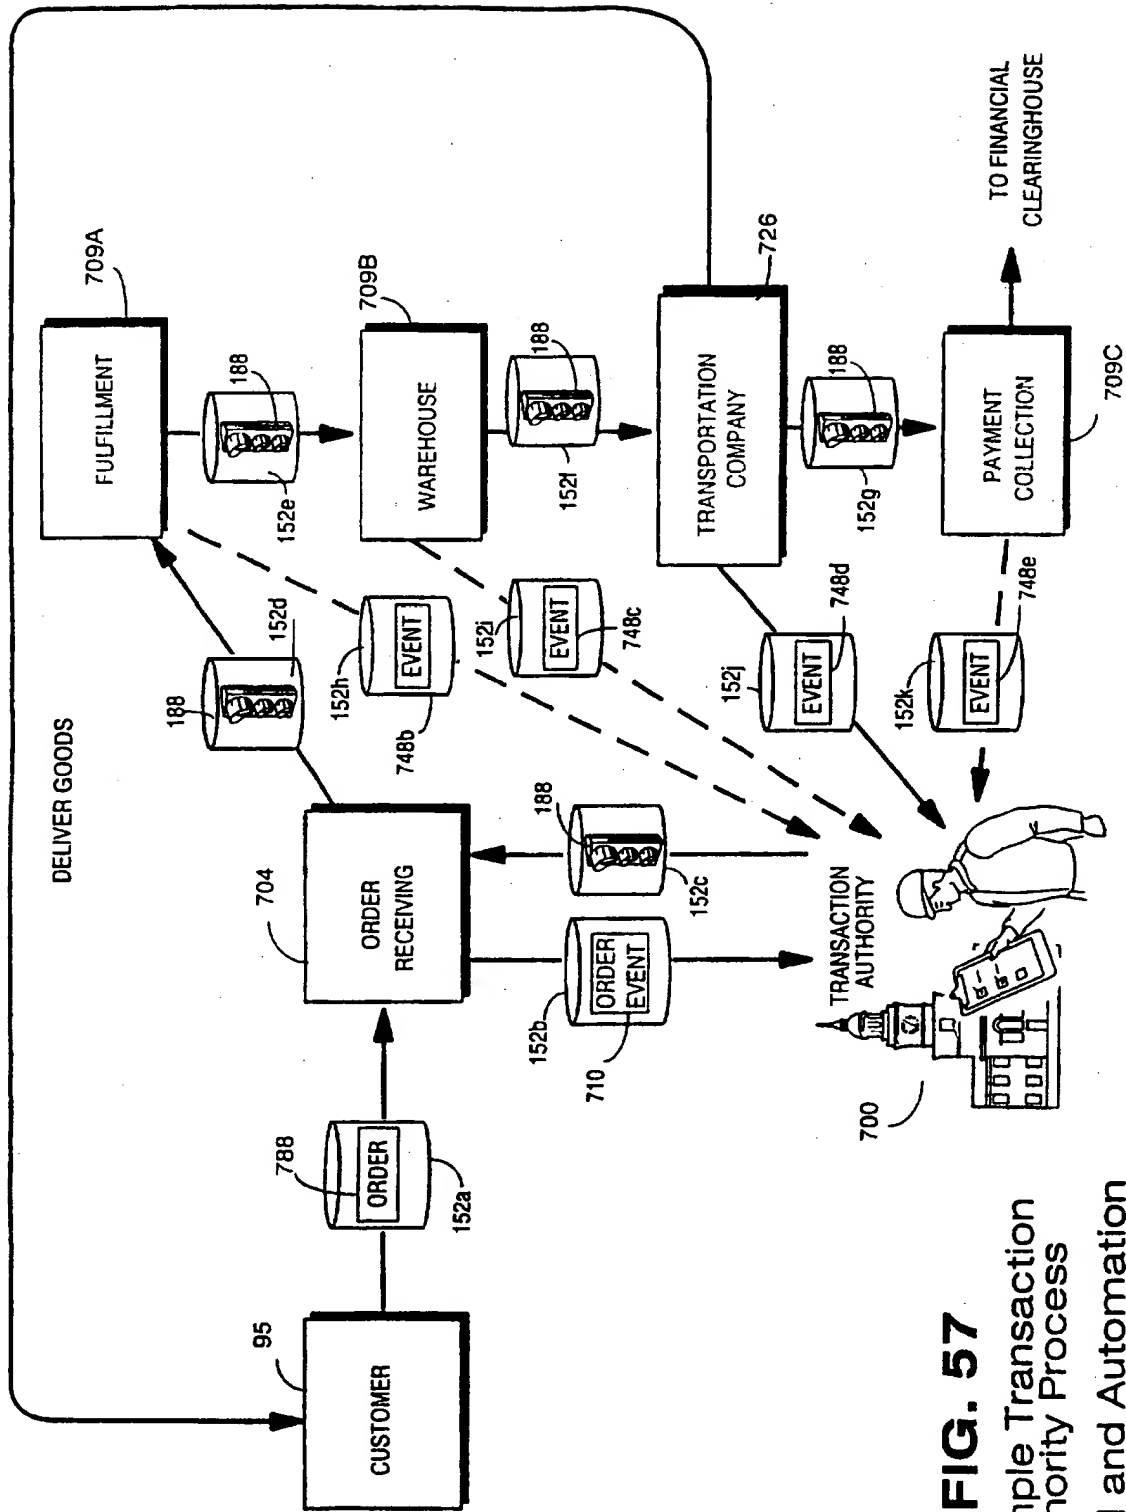 DELIVER GOODS
95
CUSTOMER
788
ORDER
152a
704
ORDER
RECEIVING
188
152d
709A
FULFILLMENT
188
152e
709B
WAREHOUSE
188
152f
726
TRANSPORTATION
COMPANY
188
152g
PAYMENT
COLLECTION
709C
TO FINANCIAL
CLEARINGHOUSE
152h
EVENT
748b
152i
EVENT
748c
152j
EVENT
748d
152k
EVENT
748e
188
152c
152b
ORDER
EVENT
710
TRANSACTION
AUTHORITY
700
FIG. 57
Transaction
Process
and Automation